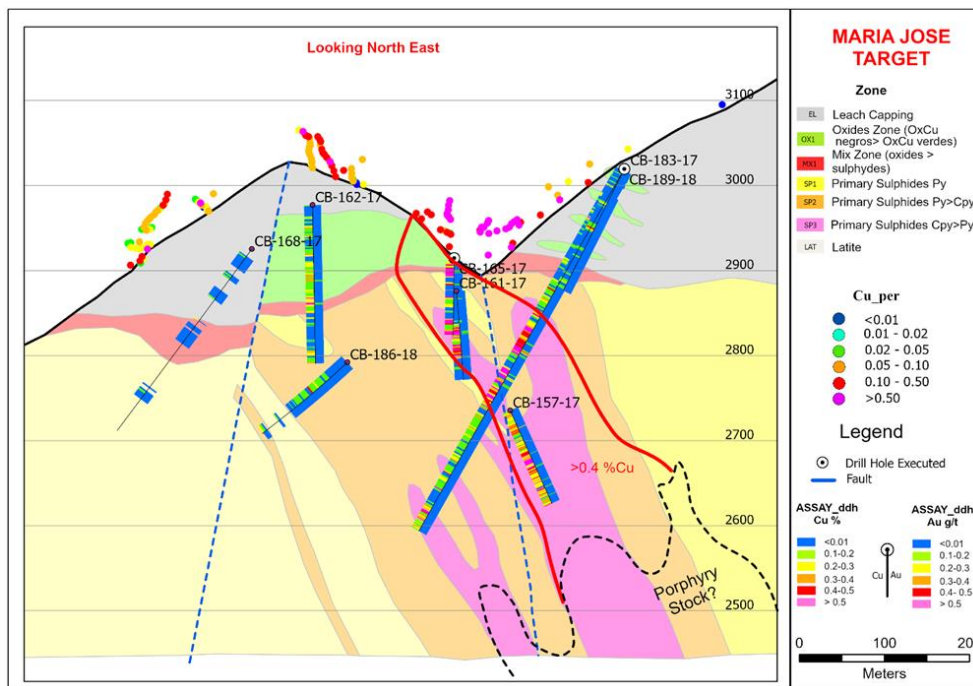 Looking North East
3100
3000
2900
2800
2700
2600
2500
CB-183-17
CB-189-18
CB-162-17
CB-168-17
CB-165-17
CB-161-17
CB-186-18
CB-157-17
>0.4 %Cu
Porphyry
Stock?
MARIA JOSE
TARGET
Zone
EL Leach Capping
OX1 Oxides Zone (OxCu
negros> OxCu verdes)
MX1 Mix Zone (oxides >
sulphydes)
SP1 Primary Sulphides Py
SP2 Primary Sulphides Py>Cpy
SP3 Primary Sulphides Cpy>Py
LAT Latite
Cu_per
<0.01
0.01 - 0.02
0.02 - 0.05
0.05 - 0.10
0.10 - 0.50
>0.50
Legend
Drill Hole Executed
Fault
ASSAY_ddh
Cu %
<0.01
0.1-0.2
0.2-0.3
0.3-0.4
0.4-0.5
> 0.5
Cu Au
ASSAY_ddh
Au g/t
<0.01
0.1-0.2
0.2-0.3
0.3-0.4
0.4- 0.5
> 0.5
0 100 20
Meters